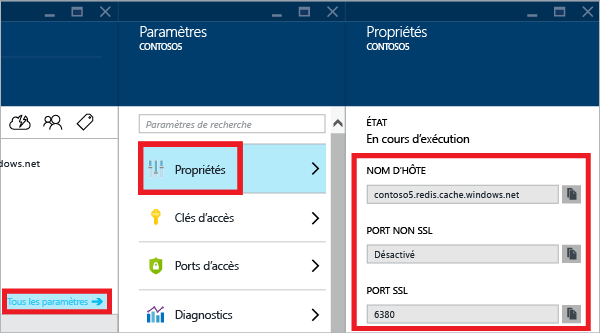 dows.net
Tous les paramètres
Paramètres
CONTOSO5
Paramètres de recherche
Propriétés
Clés d'accès
Ports d'accès
Diagnostics
Propriétés
CONTOSO5
ÉTAT
En cours d'exécution
NOM D'HÔTE
contoso5.redis.cache.windows.net
PORT NON SSL
Désactivé
PORT SSL
6380